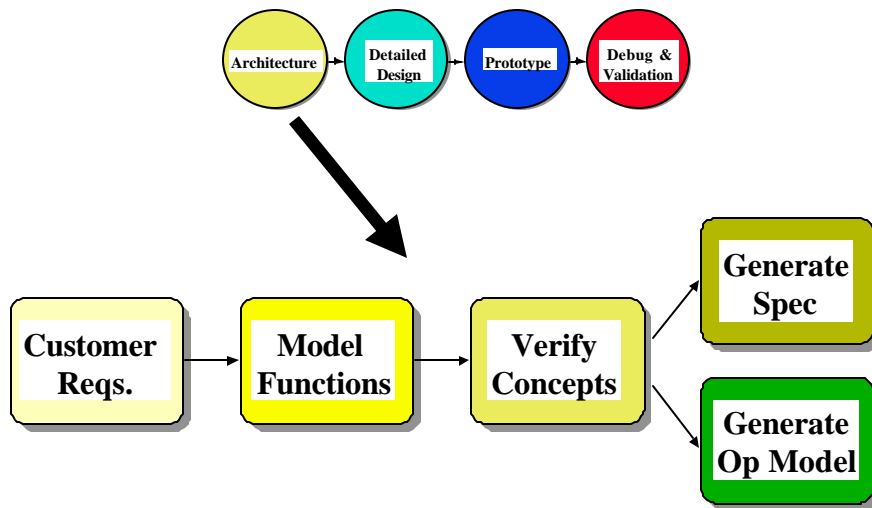 Architecture
Detailed
Design
Prototype
Debug &
Validation
Customer
Reqs.
Model
Functions
Verify
Concepts
Generate
Spec
Generate
Op Model